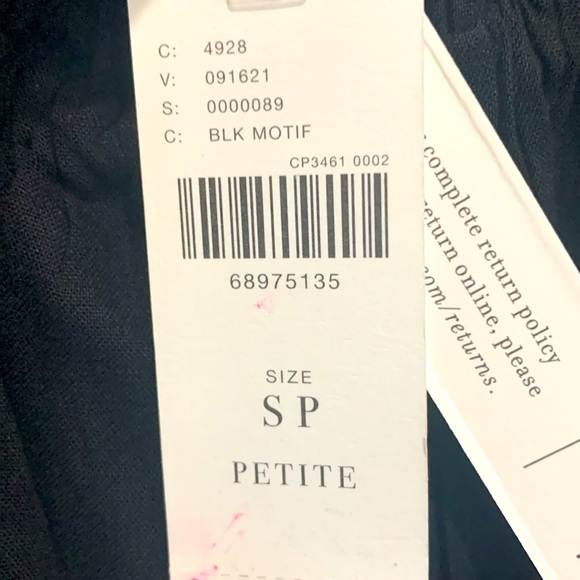 C: 4928
V: 091621
S: 0000089
C: BLK MOTIF
CP3461 0002
68975135
SIZE
SP
PETITE
complete return policy
return online, please
com/returns.